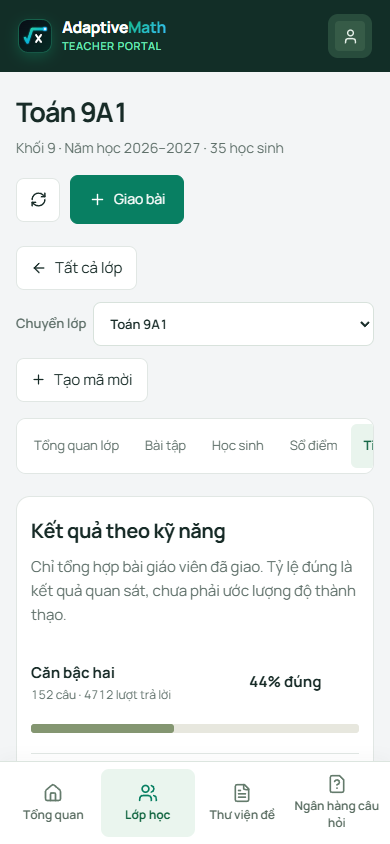 AdaptiveMath
TEACHER PORTAL
Toán 9A1
Khối 9 · Năm học 2026–2027 · 35 học sinh
Giao bài
Tất cả lớp
Chuyển lớp
Toán 9A1
Tạo mã mới
Tổng quan lớp Bài tập Học sinh Sổ điểm
Kết quả theo kỹ năng
Chỉ tổng hợp bài giáo viên đã giao. Tỷ lệ đúng là
kết quả quan sát, chưa phải ước lượng độ thành
thạo.
Căn bậc hai
44% đúng
152 câu · 4712 lượt trả lời
Tổng quan
Lớp học
Thư viện đề
Ngân hàng câu
hỏi